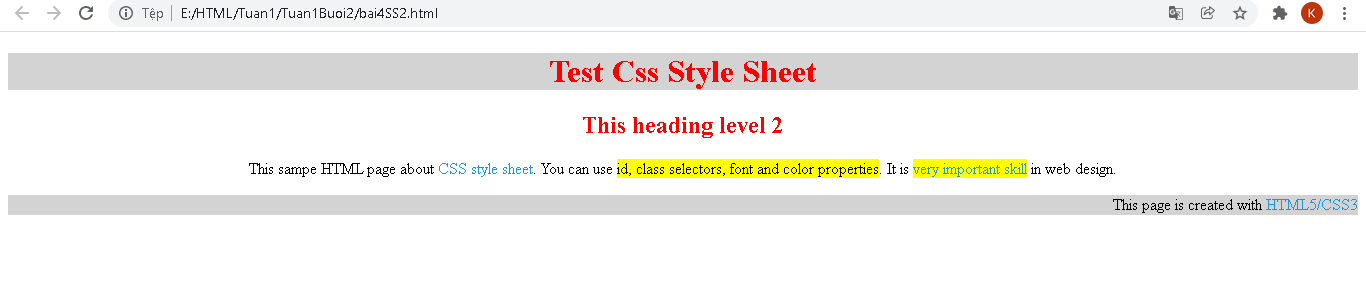 Tệp E:/HTML/Tuan1/Tuan1Buoi2/bai4SS2.html K
Test Css Style Sheet
This heading level 2
This sampe HTML page about CSS style sheet. You can use id, class selectors, font and color properties. It is very important skill in web design.
This page is created with HTML5/CSS3